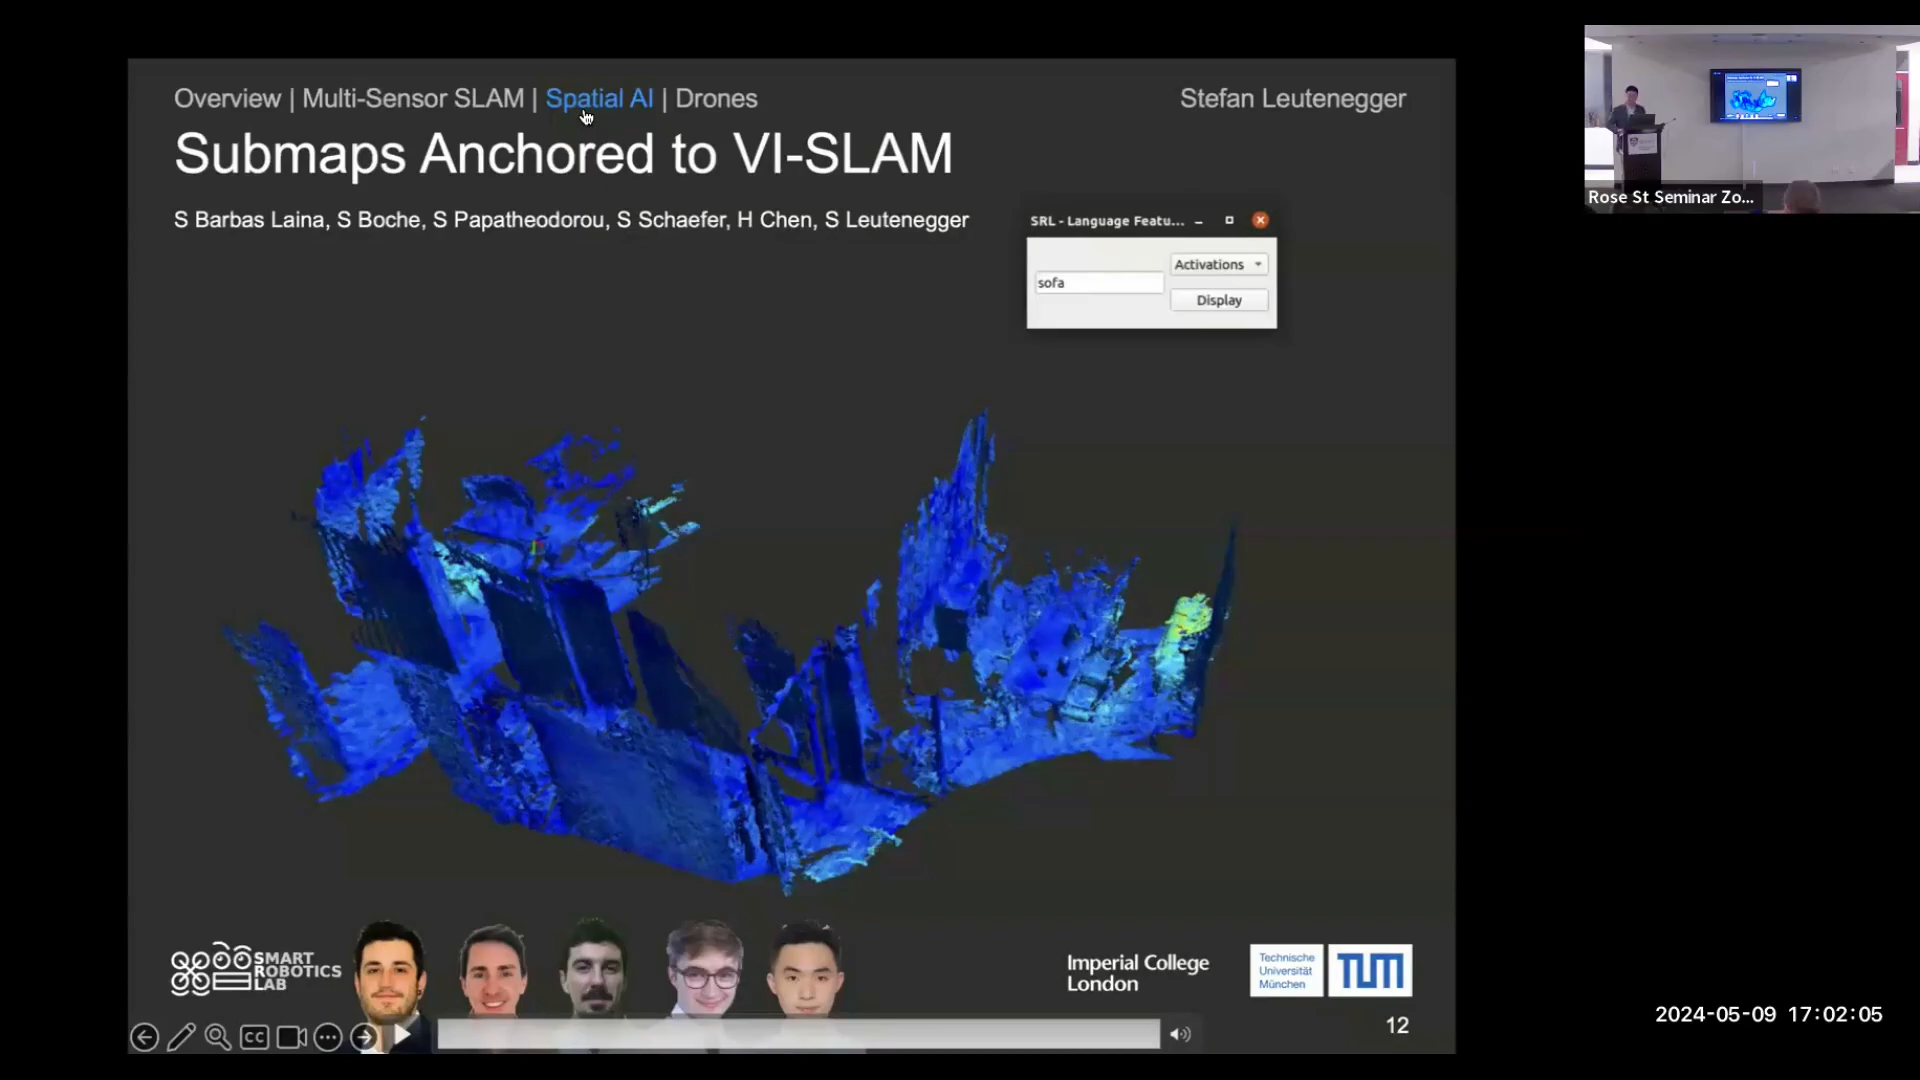 Overview | Multi-Sensor SLAM | Spatial AI | Drones
Stefan Leutenegger
Submaps Anchored to VI-SLAM
S Barbas Laina, S Boche, S Papatheodorou, S Schaefer, H Chen, S Leutenegger
SRL - Language Featu...
Activations
sofa
Display
Rose St Seminar Zo...
SMART
ROBOTICS
LAB
Imperial College
London
Technische
Universität
München
TUM
CC
12
2024-05-09 17:02:05